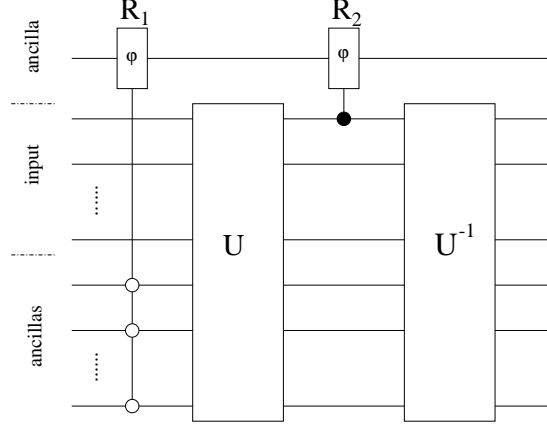 R1 R2
ancilla
φ φ
input
......
U U-1
ancillas
......